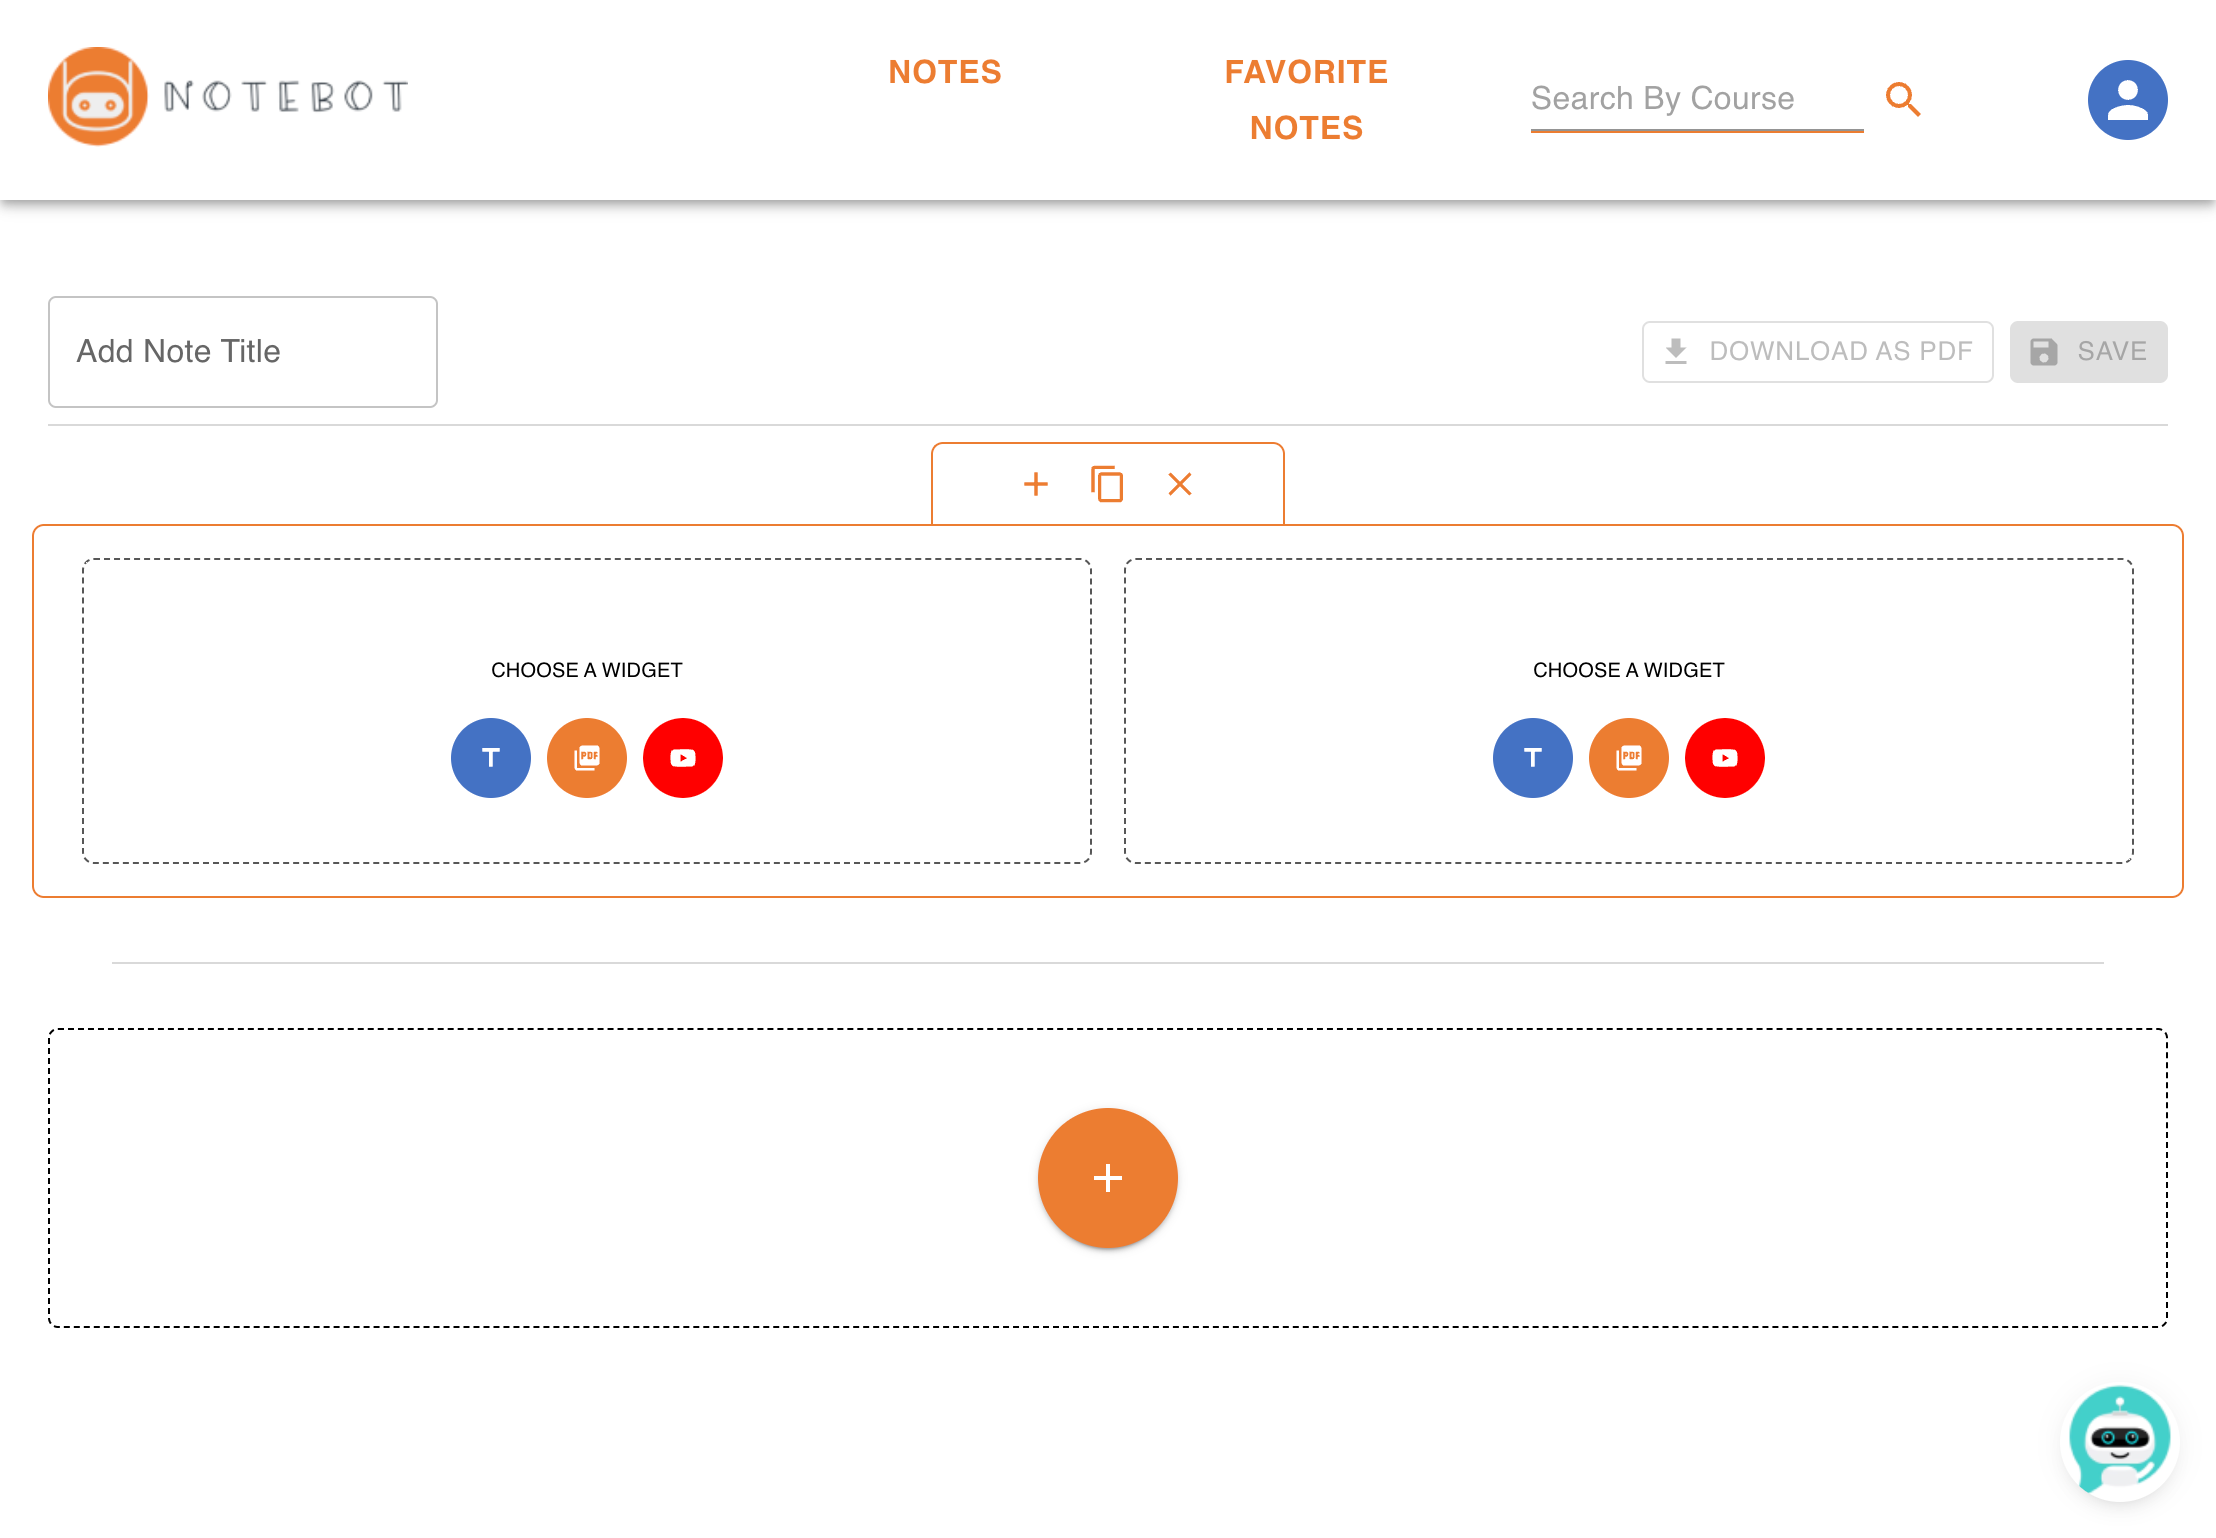 NOTEBOT
NOTES
FAVORITE
NOTES
Search By Course
Add Note Title
DOWNLOAD AS PDF
SAVE
CHOOSE A WIDGET
T
PDF
CHOOSE A WIDGET
T
PDF